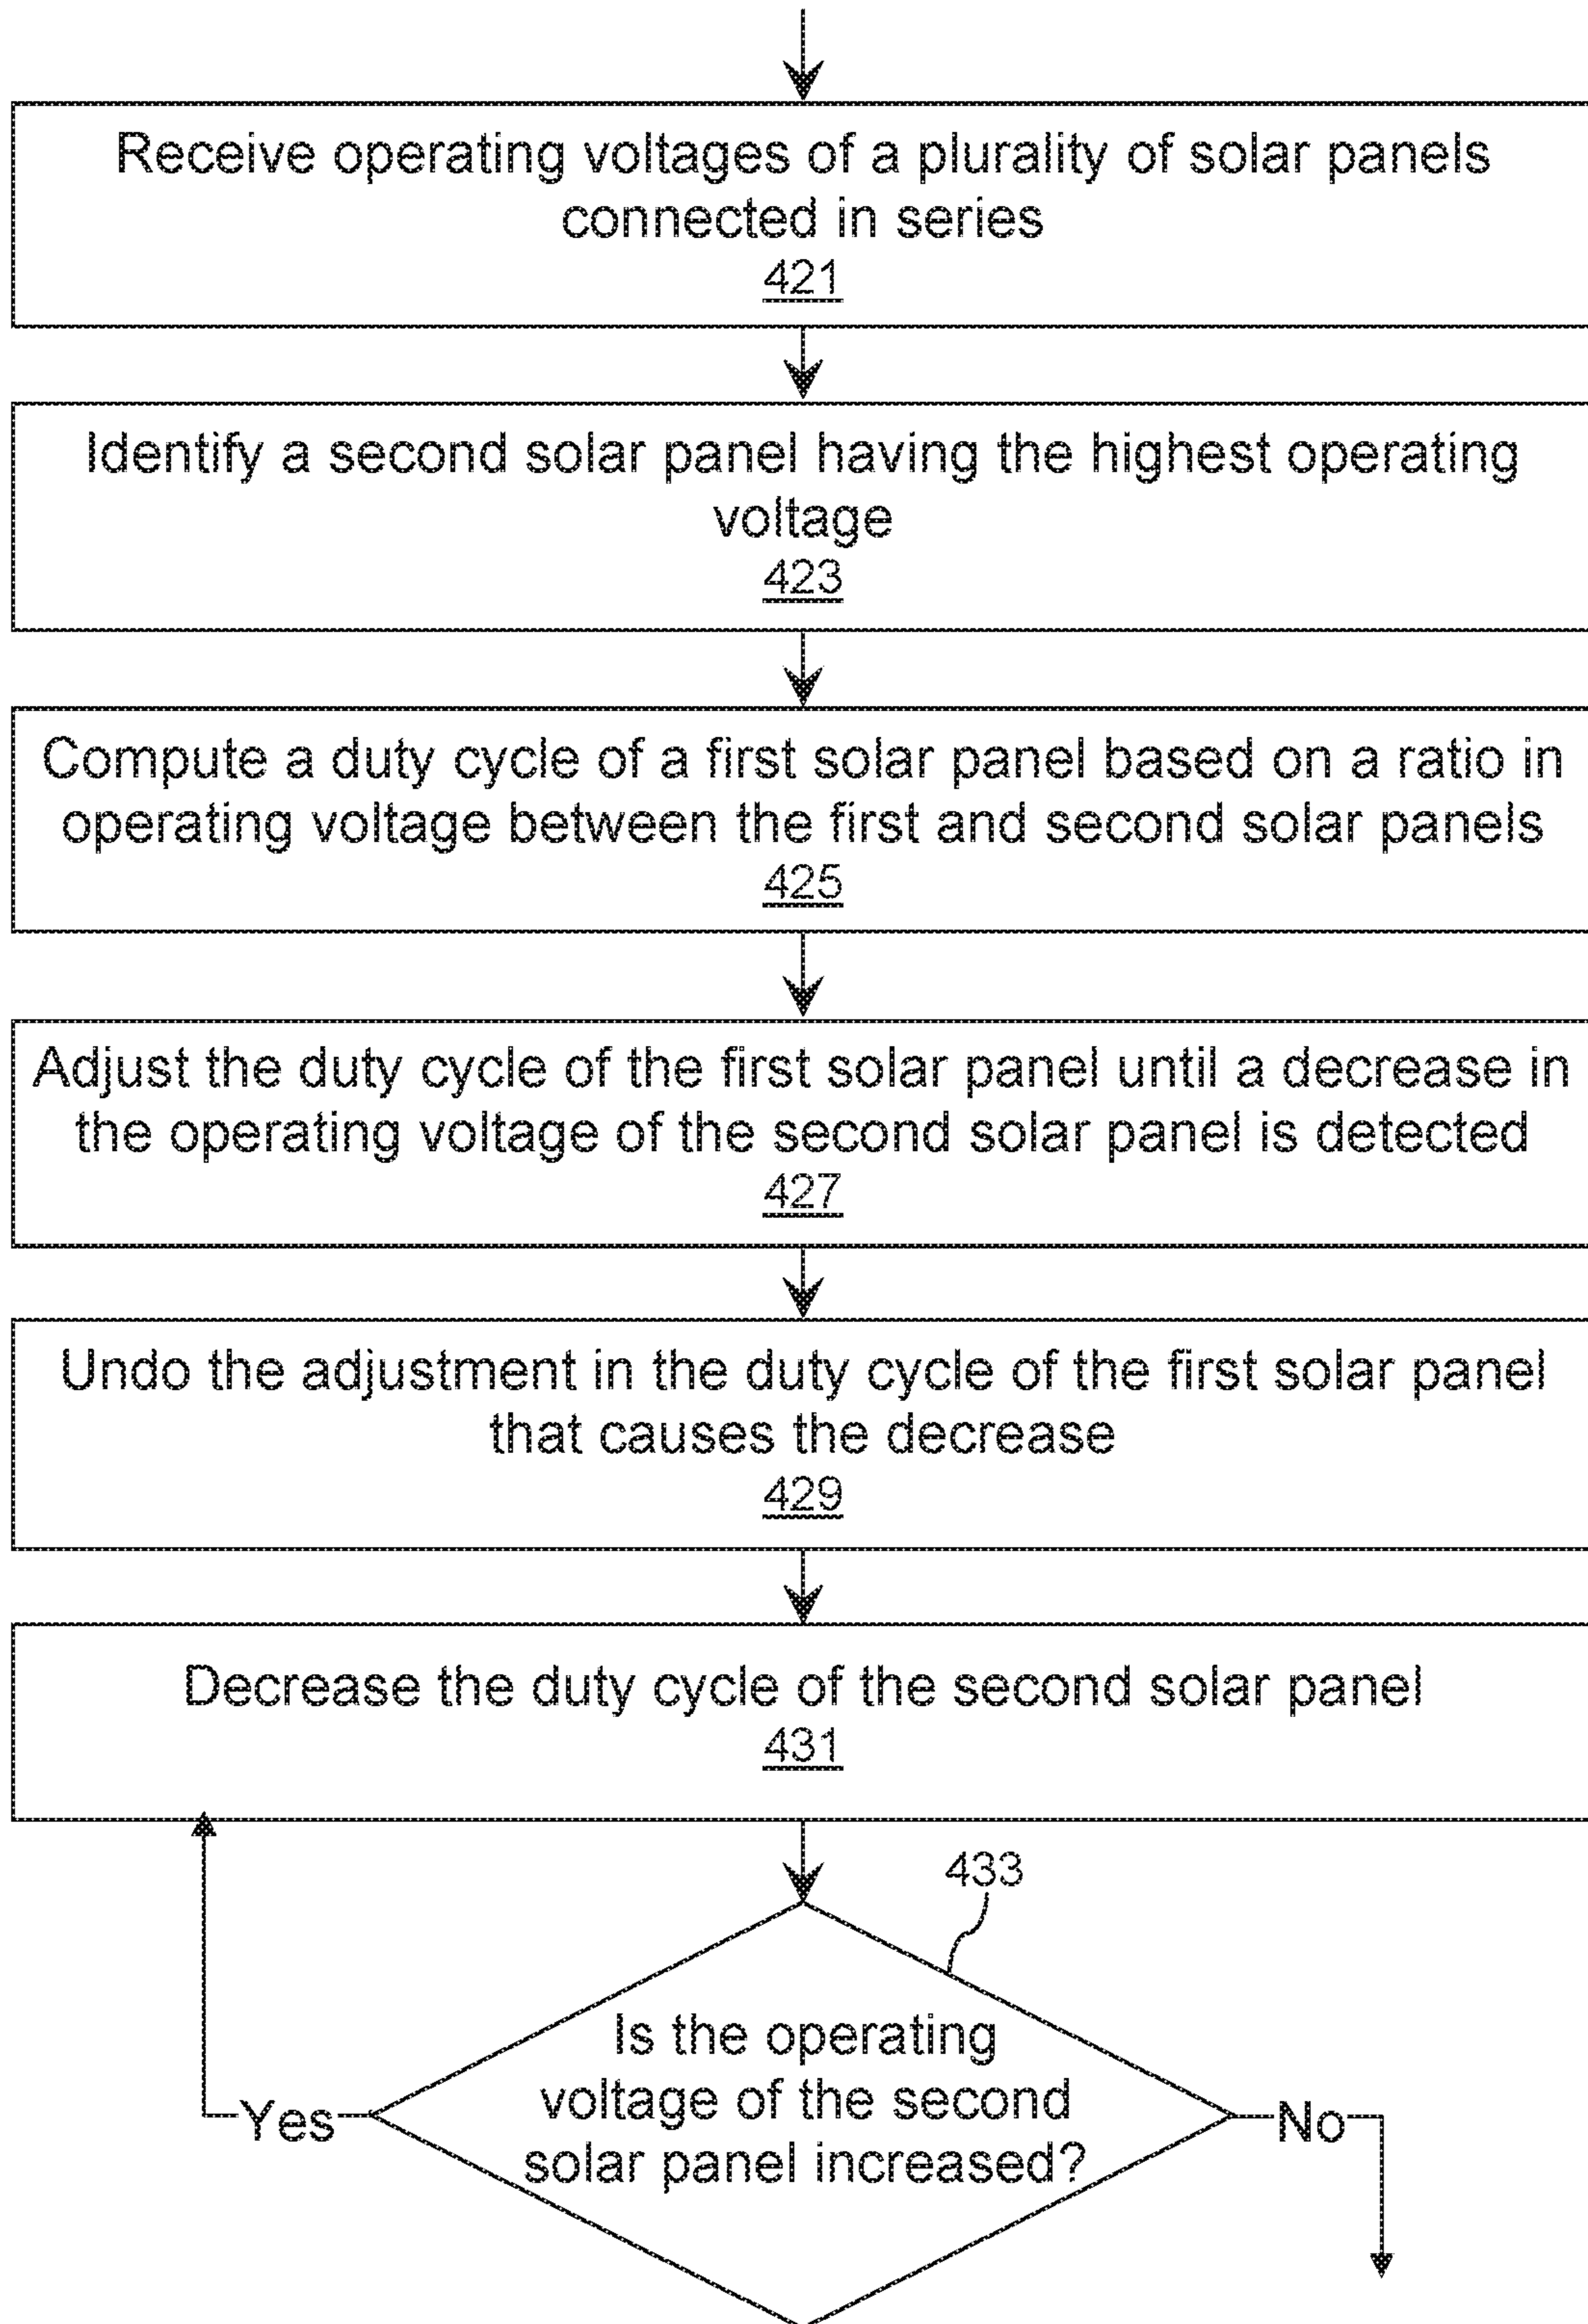 Receive operating voltages of a plurality of solar panels
connected in series
421
Identify a second solar panel having the highest operating
voltage
423
Compute a duty cycle of a first solar panel based on a ratio in
operating voltage between the first and second solar panels
425
Adjust the duty cycle of the first solar panel until a decrease in
the operating voltage of the second solar panel is detected
427
Undo the adjustment in the duty cycle of the first solar panel
that causes the decrease
429
Decrease the duty cycle of the second solar panel
431
433
Is the operating
voltage of the second
solar panel increased?
Yes
No